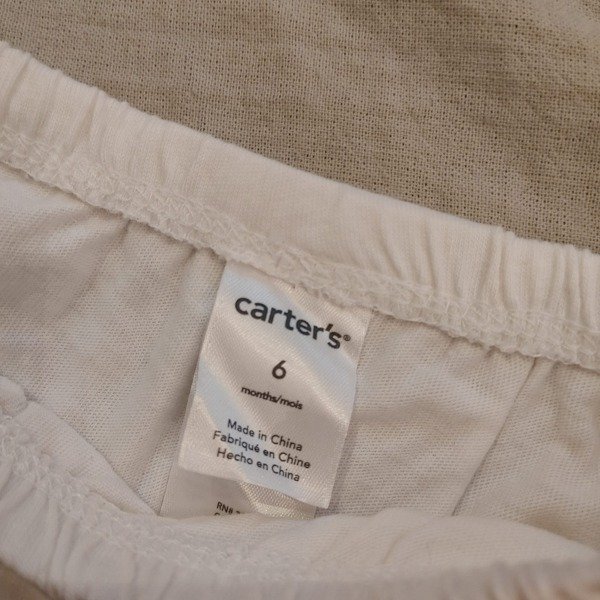 carter's®
6
months/mois
Made in China
Fabriqué en Chine
Hecho en China